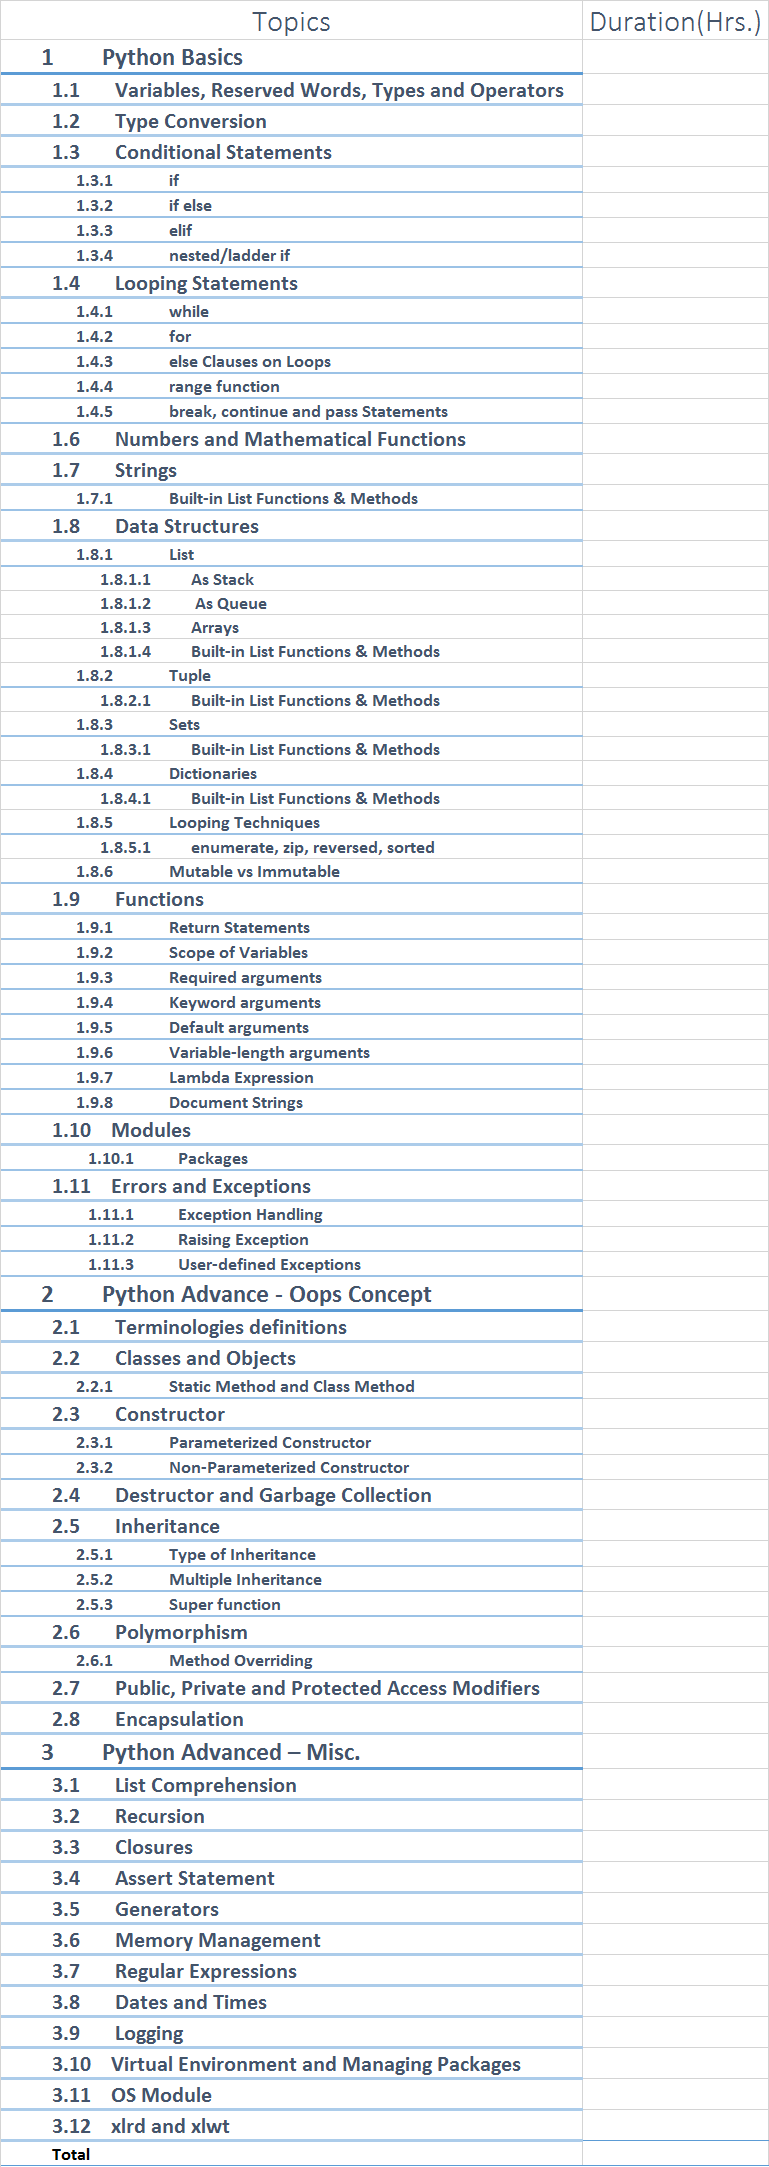 Topics Duration(Hrs.)
1 Python Basics
1.1 Variables, Reserved Words, Types and Operators
1.2 Type Conversion
1.3 Conditional Statements
1.3.1 if
1.3.2 if else
1.3.3 elif
1.3.4 nested/ladder if
1.4 Looping Statements
1.4.1 while
1.4.2 for
1.4.3 else Clauses on Loops
1.4.4 range function
1.4.5 break, continue and pass Statements
1.6 Numbers and Mathematical Functions
1.7 Strings
1.7.1 Built-in List Functions & Methods
1.8 Data Structures
1.8.1 List
1.8.1.1 As Stack
1.8.1.2 As Queue
1.8.1.3 Arrays
1.8.1.4 Built-in List Functions & Methods
1.8.2 Tuple
1.8.2.1 Built-in List Functions & Methods
1.8.3 Sets
1.8.3.1 Built-in List Functions & Methods
1.8.4 Dictionaries
1.8.4.1 Built-in List Functions & Methods
1.8.5 Looping Techniques
1.8.5.1 enumerate, zip, reversed, sorted
1.8.6 Mutable vs Immutable
1.9 Functions
1.9.1 Return Statements
1.9.2 Scope of Variables
1.9.3 Required arguments
1.9.4 Keyword arguments
1.9.5 Default arguments
1.9.6 Variable-length arguments
1.9.7 Lambda Expression
1.9.8 Document Strings
1.10 Modules
1.10.1 Packages
1.11 Errors and Exceptions
1.11.1 Exception Handling
1.11.2 Raising Exception
1.11.3 User-defined Exceptions
2 Python Advance - Oops Concept
2.1 Terminologies definitions
2.2 Classes and Objects
2.2.1 Static Method and Class Method
2.3 Constructor
2.3.1 Parameterized Constructor
2.3.2 Non-Parameterized Constructor
2.4 Destructor and Garbage Collection
2.5 Inheritance
2.5.1 Type of Inheritance
2.5.2 Multiple Inheritance
2.5.3 Super function
2.6 Polymorphism
2.6.1 Method Overriding
2.7 Public, Private and Protected Access Modifiers
2.8 Encapsulation
3 Python Advanced – Misc.
3.1 List Comprehension
3.2 Recursion
3.3 Closures
3.4 Assert Statement
3.5 Generators
3.6 Memory Management
3.7 Regular Expressions
3.8 Dates and Times
3.9 Logging
3.10 Virtual Environment and Managing Packages
3.11 OS Module
3.12 xlrd and xlwt
Total